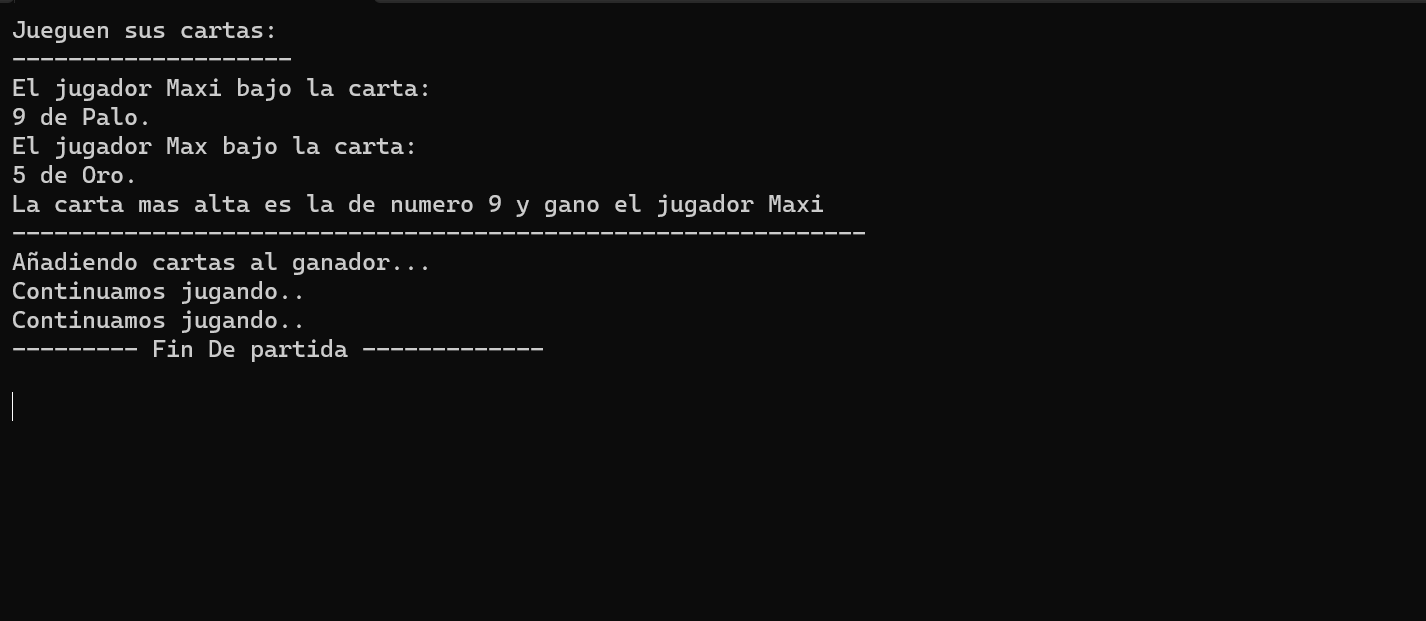 Jueguen sus cartas:
--------------------
El jugador Maxi bajo la carta:
9 de Palo.
El jugador Max bajo la carta:
5 de Oro.
La carta mas alta es la de numero 9 y gano el jugador Maxi
-------------------------------------------------------------
Añadiendo cartas al ganador...
Continuamos jugando..
Continuamos jugando..
--------- Fin De partida -------------